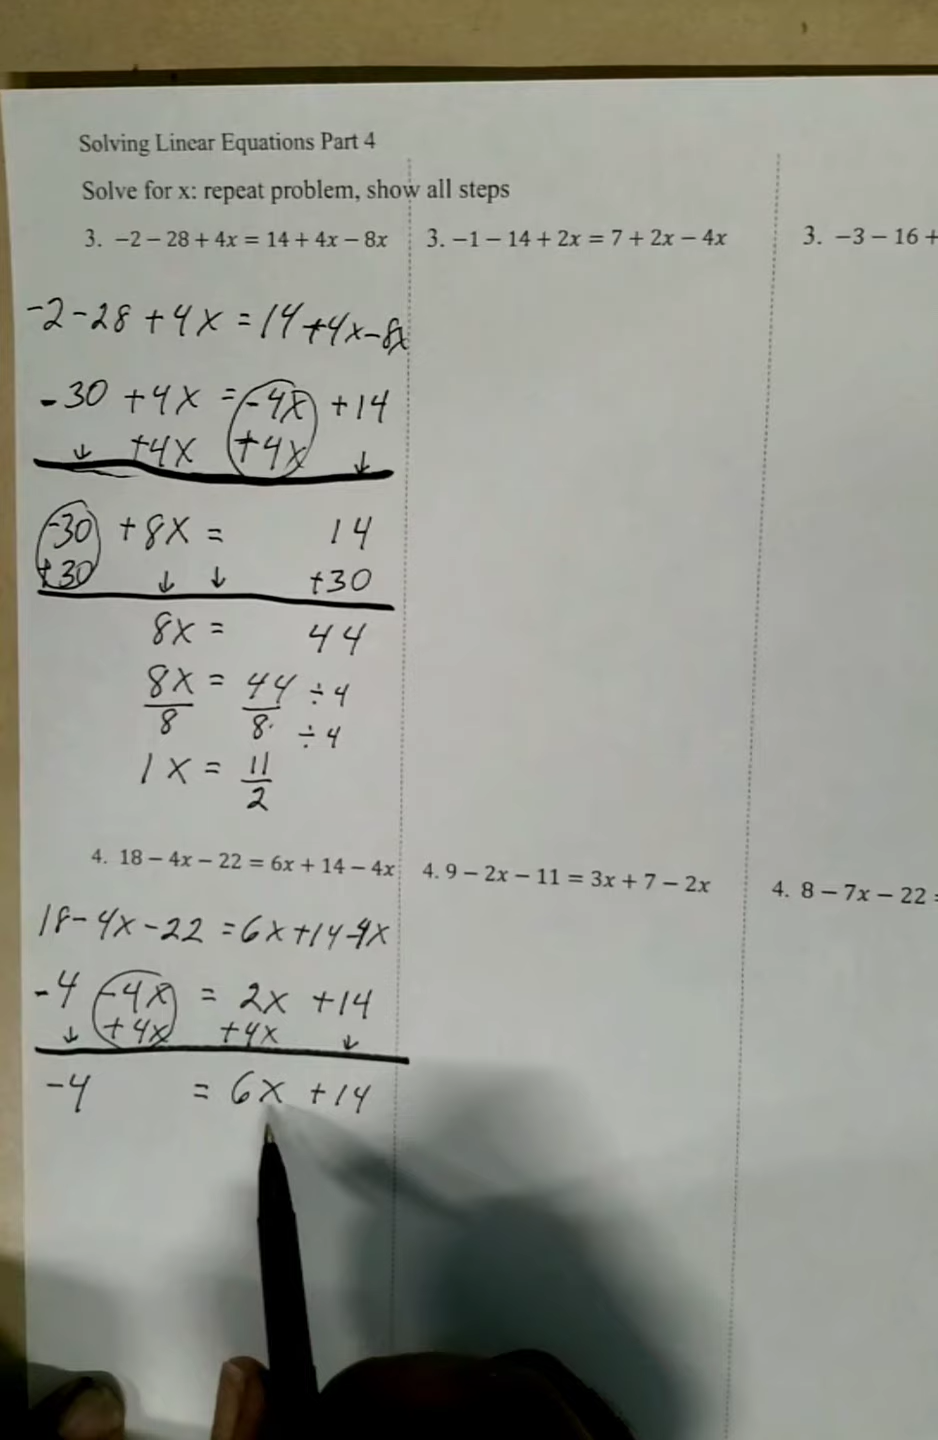 Solving Linear Equations Part 4
Solve for x: repeat problem, show all steps
3. −2 − 28 + 4x = 14 + 4x − 8x
3. −1 − 14 + 2x = 7 + 2x − 4x
3. −3 − 16 +
-2-28 +4x = 14 +4x-8x
-30 +4x = -4x +14
↓ +4x +4x ↓
-30 +8x = 14
+30 ↓ ↓ +30
8x = 44
8x = 44 ÷4
8 8 ÷4
1x = 11
2
4. 18 − 4x − 22 = 6x + 14 − 4x
4. 9 − 2x − 11 = 3x + 7 − 2x
4. 8 − 7x − 22 =
18-4x-22 = 6x+14-4x
-4 -4x = 2x +14
↓ +4x +4x ↓
-4 = 6x +14